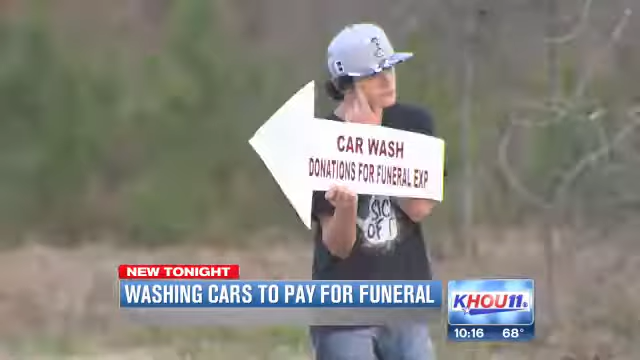 CAR WASH
DONATIONS FOR FUNERAL EXP
NEW TONIGHT
WASHING CARS TO PAY FOR FUNERAL
KHOU11
10:16 68°